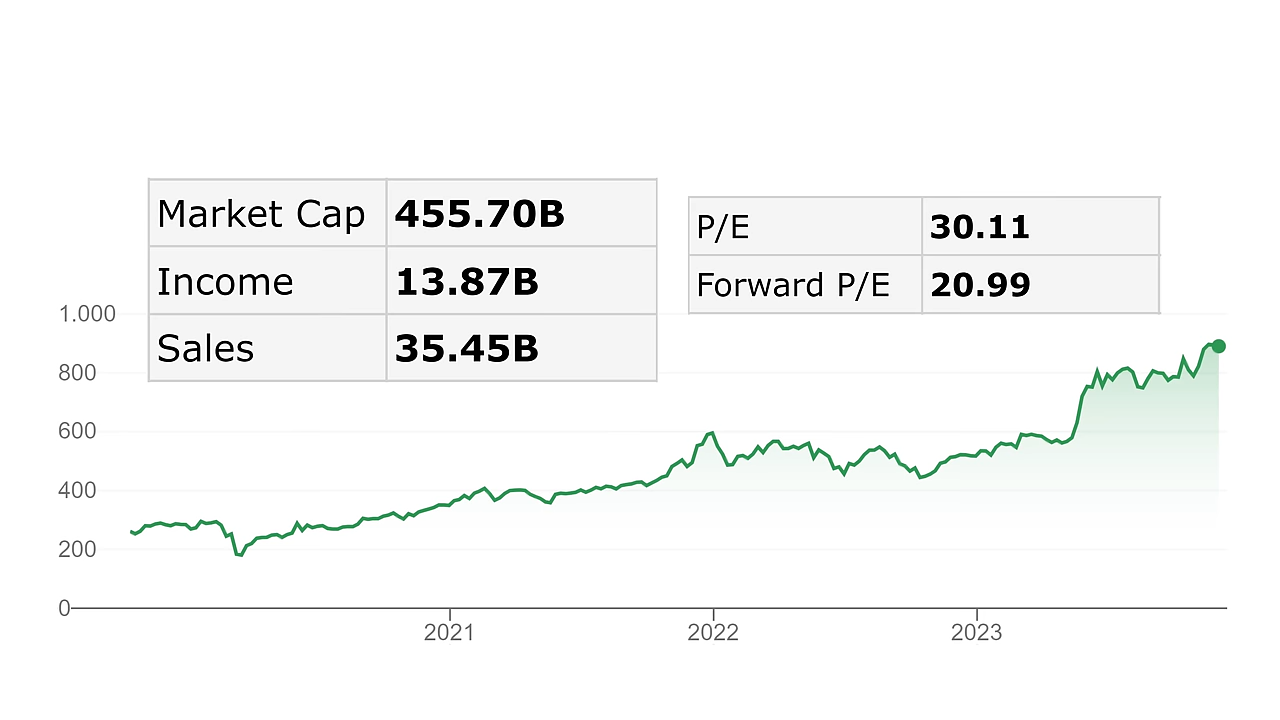 Market Cap 455.70B
Income 13.87B
Sales 35.45B
P/E 30.11
Forward P/E 20.99
1.000
800
600
400
200
0
2021 2022 2023